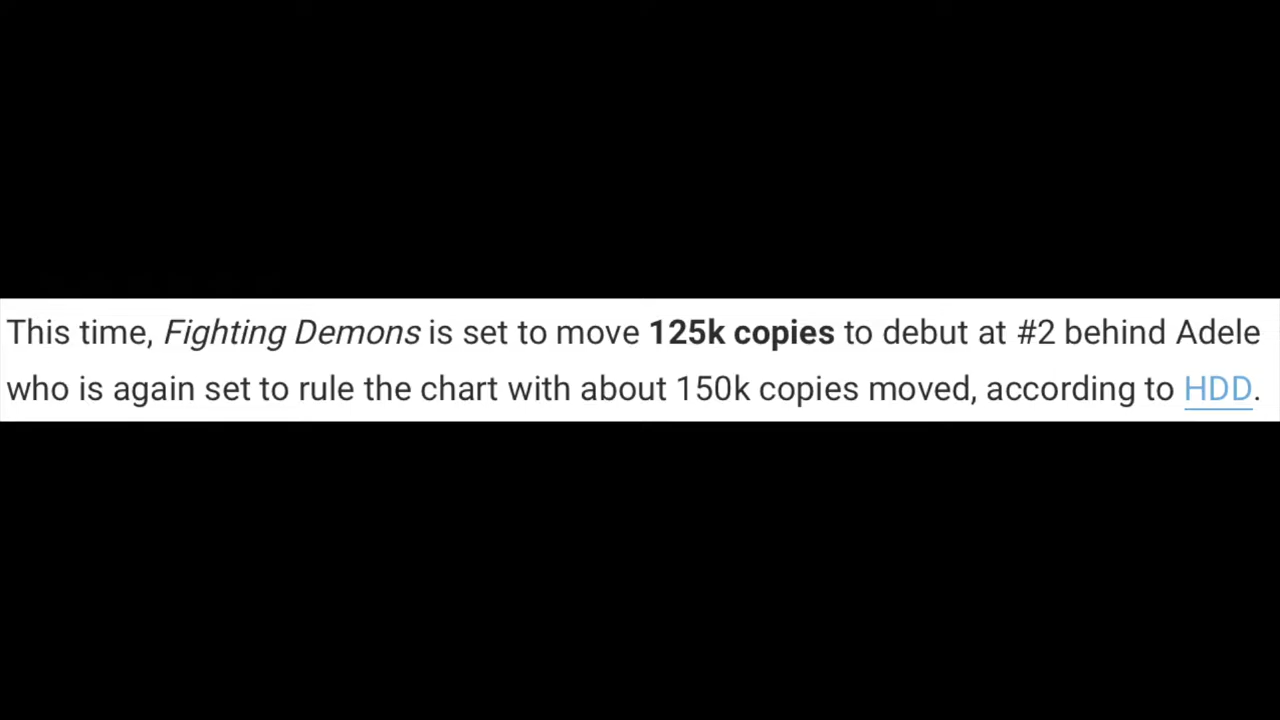 This time, Fighting Demons is set to move 125k copies to debut at #2 behind Adele
who is again set to rule the chart with about 150k copies moved, according to HDD.